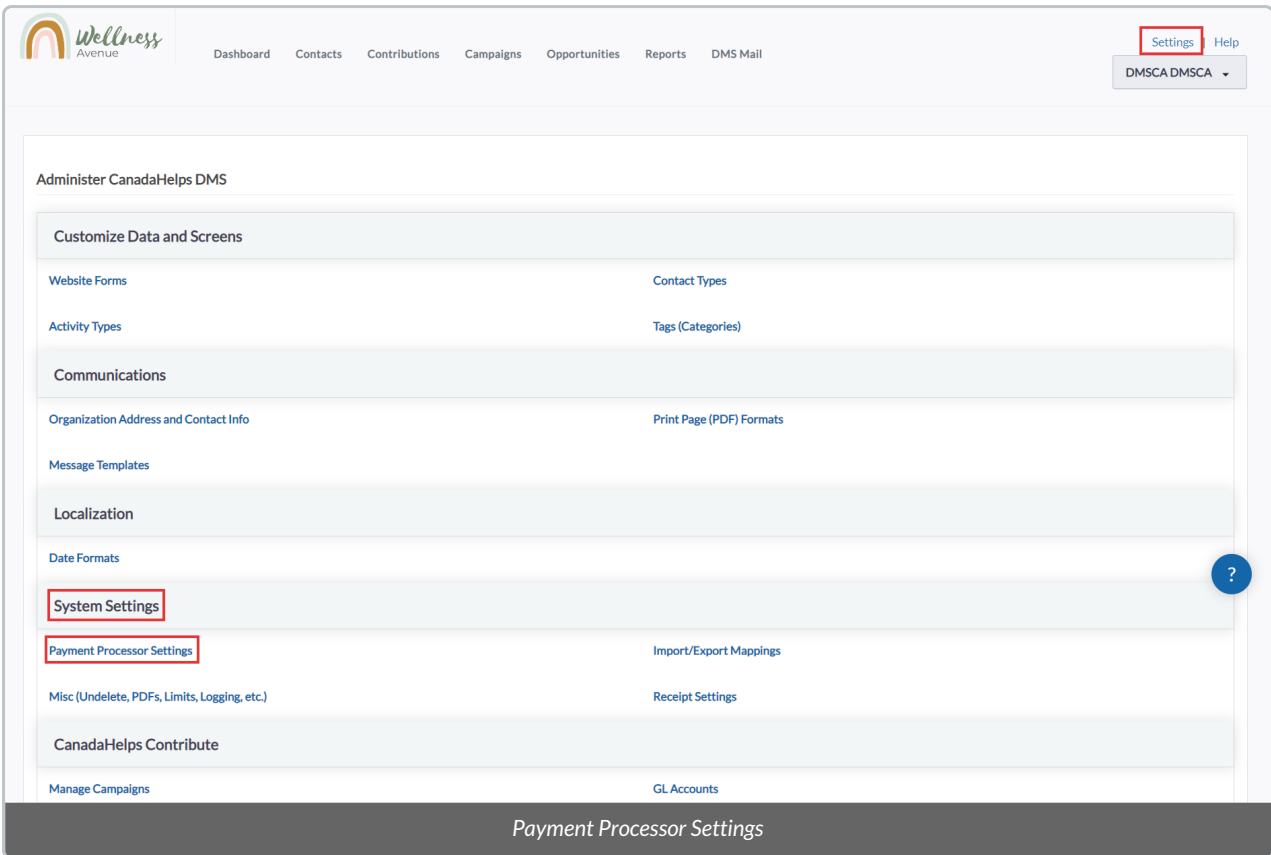 Wellness
Avenue
Dashboard Contacts Contributions Campaigns Opportunities Reports DMS Mail
Settings | Help
DMSCA DMSCA
Administer CanadaHelps DMS
Customize Data and Screens
Website Forms Contact Types
Activity Types Tags (Categories)
Communications
Organization Address and Contact Info Print Page (PDF) Formats
Message Templates
Localization
Date Formats
?
System Settings
Payment Processor Settings Import/Export Mappings
Misc (Undelete, PDFs, Limits, Logging, etc.) Receipt Settings
CanadaHelps Contribute
Manage Campaigns GL Accounts
Payment Processor Settings